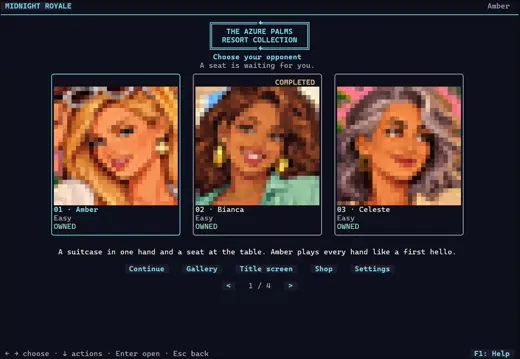 MIDNIGHT ROYALE
Amber
THE AZURE PALMS
RESORT COLLECTION
Choose your opponent
A seat is waiting for you.
COMPLETED
01 · Amber
Easy
OWNED
02 · Bianca
Easy
OWNED
03 · Celeste
Easy
OWNED
A suitcase in one hand and a seat at the table. Amber plays every hand like a first hello.
Continue Gallery Title screen Shop Settings
< 1 / 4 >
← → choose · ↓ actions · Enter open · Esc back
F1: Help